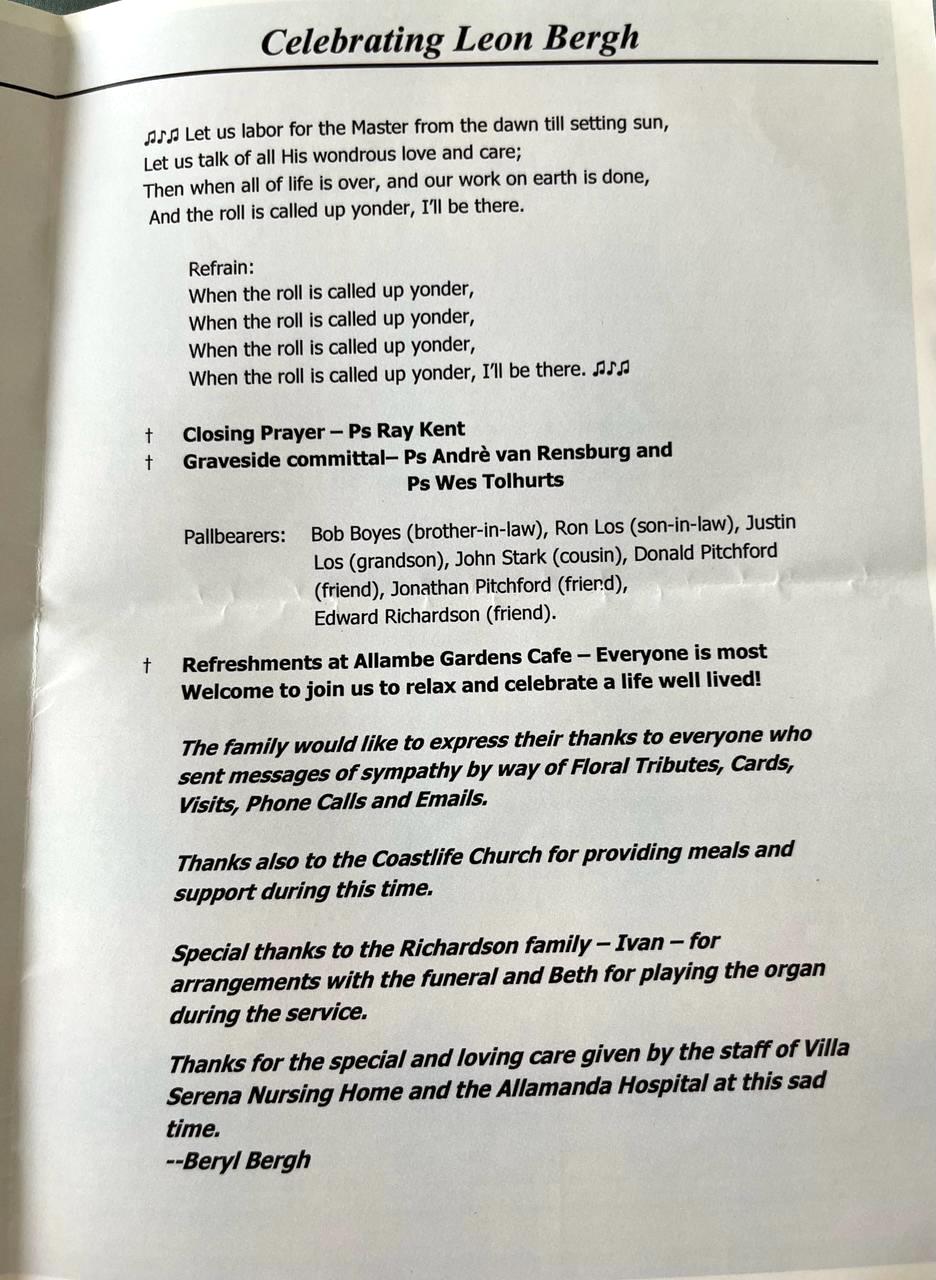 Celebrating Leon Bergh
♫♪♫ Let us labor for the Master from the dawn till setting sun,
Let us talk of all His wondrous love and care;
Then when all of life is over, and our work on earth is done,
And the roll is called up yonder, I'll be there.
Refrain:
When the roll is called up yonder,
When the roll is called up yonder,
When the roll is called up yonder,
When the roll is called up yonder, I'll be there. ♫♪♫
† Closing Prayer – Ps Ray Kent
† Graveside committal– Ps Andrè van Rensburg and
Ps Wes Tolhurts
Pallbearers: Bob Boyes (brother-in-law), Ron Los (son-in-law), Justin
Los (grandson), John Stark (cousin), Donald Pitchford
(friend), Jonathan Pitchford (friend),
Edward Richardson (friend).
† Refreshments at Allambe Gardens Cafe – Everyone is most
Welcome to join us to relax and celebrate a life well lived!
The family would like to express their thanks to everyone who
sent messages of sympathy by way of Floral Tributes, Cards,
Visits, Phone Calls and Emails.
Thanks also to the Coastlife Church for providing meals and
support during this time.
Special thanks to the Richardson family – Ivan – for
arrangements with the funeral and Beth for playing the organ
during the service.
Thanks for the special and loving care given by the staff of Villa
Serena Nursing Home and the Allamanda Hospital at this sad
time.
--Beryl Bergh